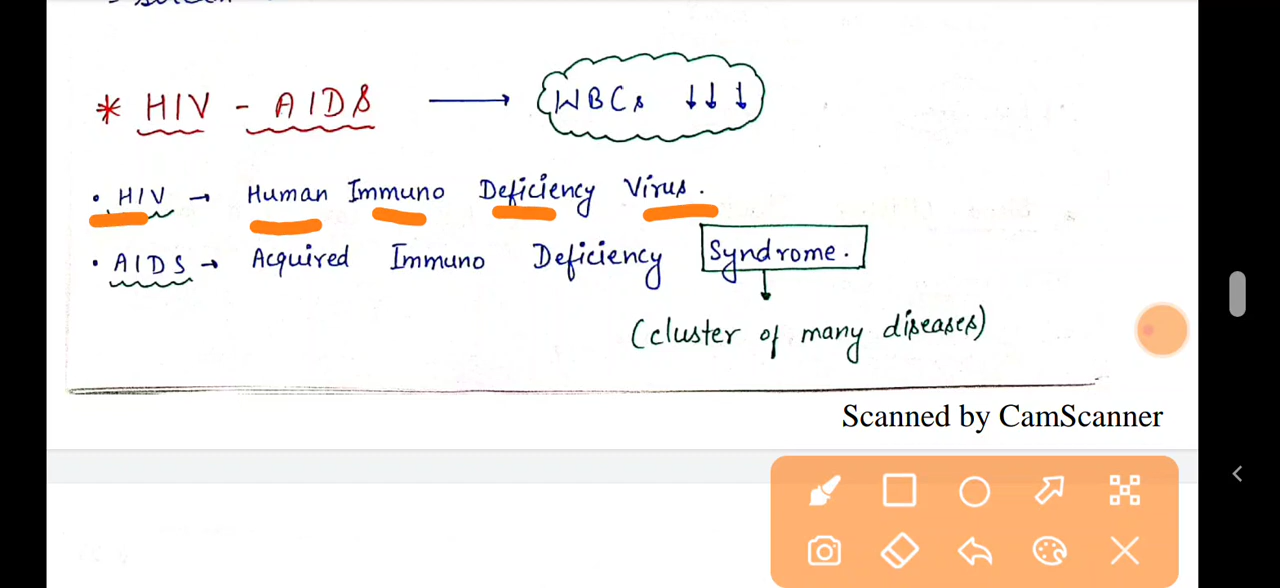 * HIV - AIDS → WBCs ↓↓ ↓
• HIV → Human Immuno Deficiency Virus.
• AIDS → Acquired Immuno Deficiency Syndrome.
(cluster of many diseases)
Scanned by CamScanner